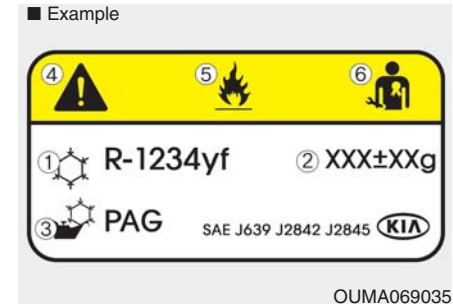 ■ Example
④ ⑤ ⑥
① R-1234yf ② XXX±XXg
③ PAG SAE J639 J2842 J2845 KIA
OUMA069035